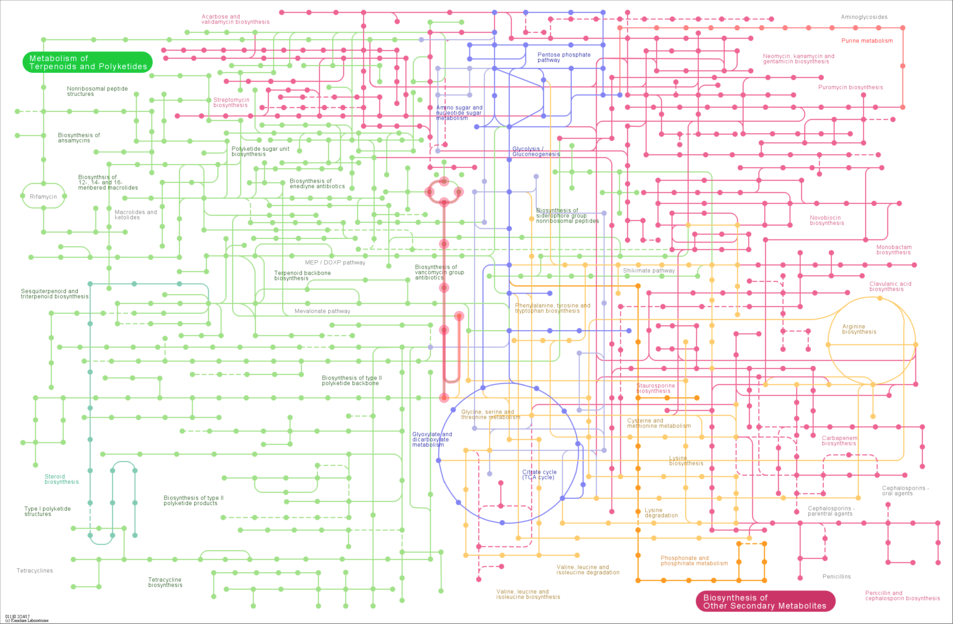 Acarbose and
validamycin biosynthesis
Aminoglycosides
Purine metabolism
Metabolism of
Terpenoids and Polyketides
Pentose phosphate
pathway
Neomycin, kanamycin and
gentamicin biosynthesis
Nonribosomal peptide
structures
Puromycin biosynthesis
Streptomycin
biosynthesis
Amino sugar and
nucleotide sugar
metabolism
Biosynthesis of
ansamycins
Polyketide sugar unit
biosynthesis
Glycolysis /
Gluconeogenesis
Biosynthesis of
12-, 14- and 16-
membered macrolides
Biosynthesis of
enediyne antibiotics
Rifamycin
Macrolides and
ketolides
Biosynthesis of
siderophore group
nonribosomal peptides
Novobiocin
biosynthesis
Monobactam
biosynthesis
MEP / DOXP pathway
Terpenoid backbone
biosynthesis
Biosynthesis of
vancomycin group
antibiotics
Shikimate pathway
Clavulanic acid
biosynthesis
Sesquiterpenoid and
triterpenoid biosynthesis
Mevalonate pathway
Phenylalanine, tyrosine and
tryptophan biosynthesis
Arginine
biosynthesis
Biosynthesis of type II
polyketide backbone
Staurosporine
biosynthesis
Glycine, serine and
threonine metabolism
Cysteine and
methionine metabolism
Glyoxylate and
dicarboxylate
metabolism
Carbapenem
biosynthesis
Lysine
biosynthesis
Steroid
biosynthesis
Citrate cycle
(TCA cycle)
Cephalosporins -
oral agents
Biosynthesis of type II
polyketide products
Type I polyketide
structures
Lysine
degradation
Cephalosporins -
parental agents
Tetracyclines
Tetracycline
biosynthesis
Valine, leucine and
isoleucine degradation
Phosphonate and
phosphinate metabolism
Penicillins
Valine, leucine and
isoleucine biosynthesis
Biosynthesis of
Other Secondary Metabolites
Penicillin and
cephalosporin biosynthesis
(c) Kanehisa Laboratories